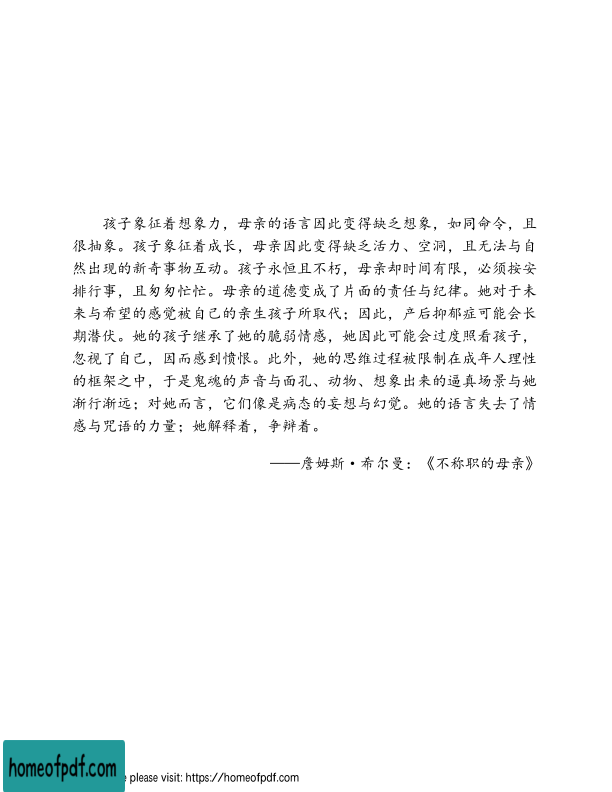 孩子象征着想象力，母亲的语言因此变得缺乏想象，如同命令，且
很抽象。孩子象征着成长，母亲因此变得缺乏活力、空洞，且无法与自
然出现的新奇事物互动。孩子永恒且不朽，母亲却时间有限，必须按安
排行事，且匆匆忙忙。母亲的道德变成了片面的责任与纪律。她对于未
来与希望的感觉被自己的亲生孩子所取代；因此，产后抑郁症可能会长
期潜伏。她的孩子继承了她的脆弱情感，她因此可能会过度照看孩子，
忽视了自己，因而感到愤恨。此外，她的思维过程被限制在成年人理性
的框架之中，于是鬼魂的声音与面孔、动物、想象出来的逼真场景与她
渐行渐远；对她而言，它们像是病态的妄想与幻觉。她的语言失去了情
感与咒语的力量；她解释着，争辩着。
——詹姆斯·希尔曼：《不称职的母亲》
homeofpdf.com
e please visit: https://homeofpdf.com